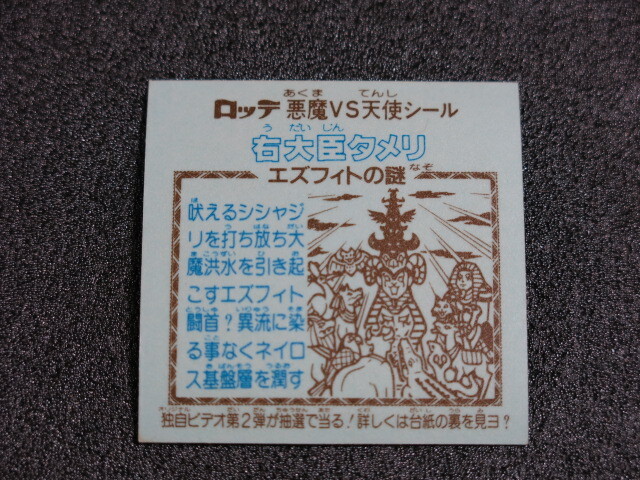 ロッテ 悪魔VS天使シール
右大臣タメリ
エズフィトの謎
吠えるシシャジ
リを打ち放ち大
魔洪水を引き起
こすエズフィト
闘首?異流に染
る事なくネイロ
ス基盤層を潤す
独自ビデオ第2弾が抽選で当る!詳しくは台紙の裏を見ヨ?